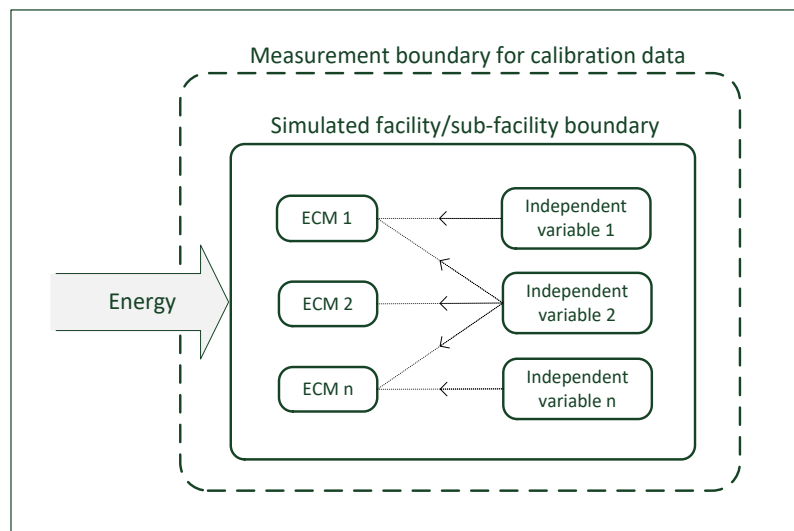 Measurement boundary for calibration data
Simulated facility/sub-facility boundary
ECM 1
Independent
variable 1
Energy
ECM 2
Independent
variable 2
ECM n
Independent
variable n